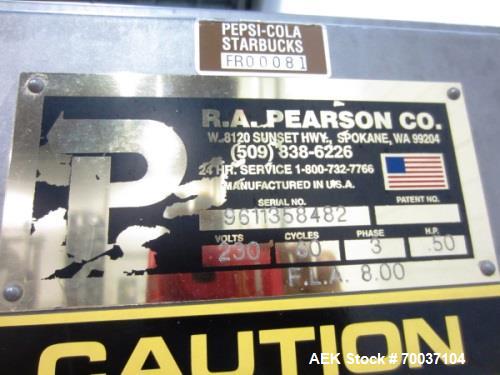 PEPSI-COLA
STARBUCKS
FR00081
P
R.A. PEARSON CO.
W. 8120 SUNSET HWY., SPOKANE, WA 99204
(509) 838-6226
24 HR. SERVICE 1-800-732-7766
MANUFACTURED IN U.S.A.
SERIAL NO. PATENT NO.
9611358482
VOLTS CYCLES PHASE H.P.
230 60 3 .50
F.L.A. 8.00
CAUTION
AEK Stock# 70037104